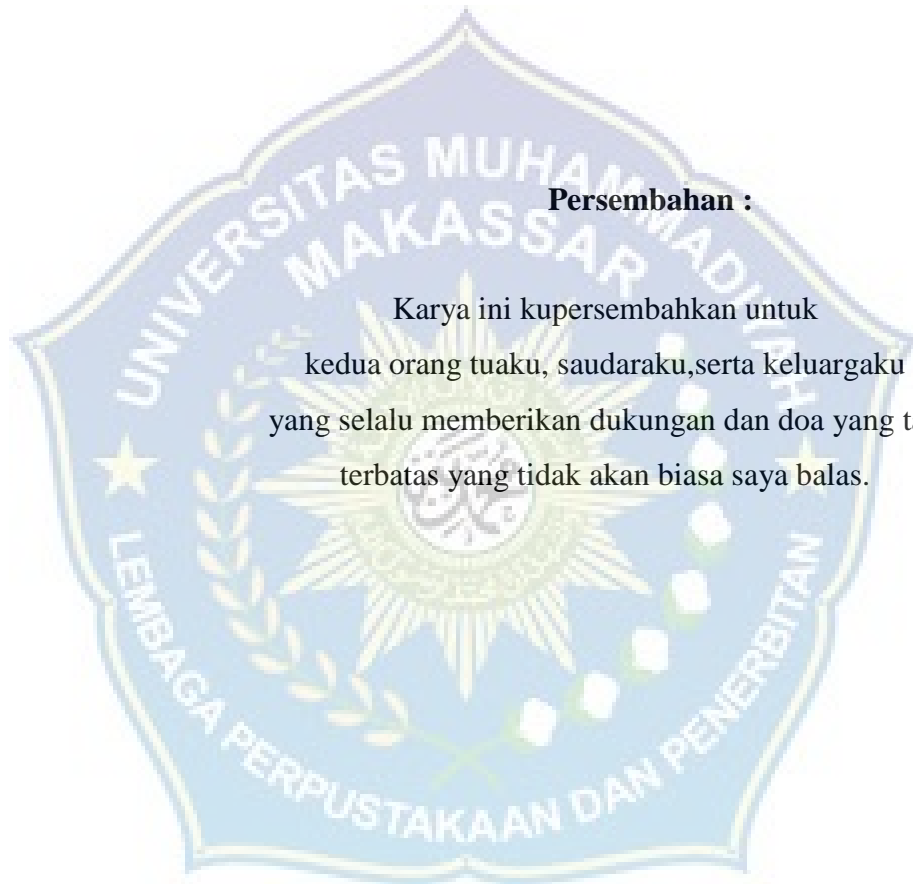 UNIVERSITAS MUHAMMADIYAH
MAKASSAR
Persembahan :
Karya ini kupersembahkan untuk
kedua orang tuaku, saudaraku,serta keluargaku
yang selalu memberikan dukungan dan doa yang
terbatas yang tidak akan biasa saya balas.
LEMBAGA PERPUSTAKAAN DAN PENERBITAN